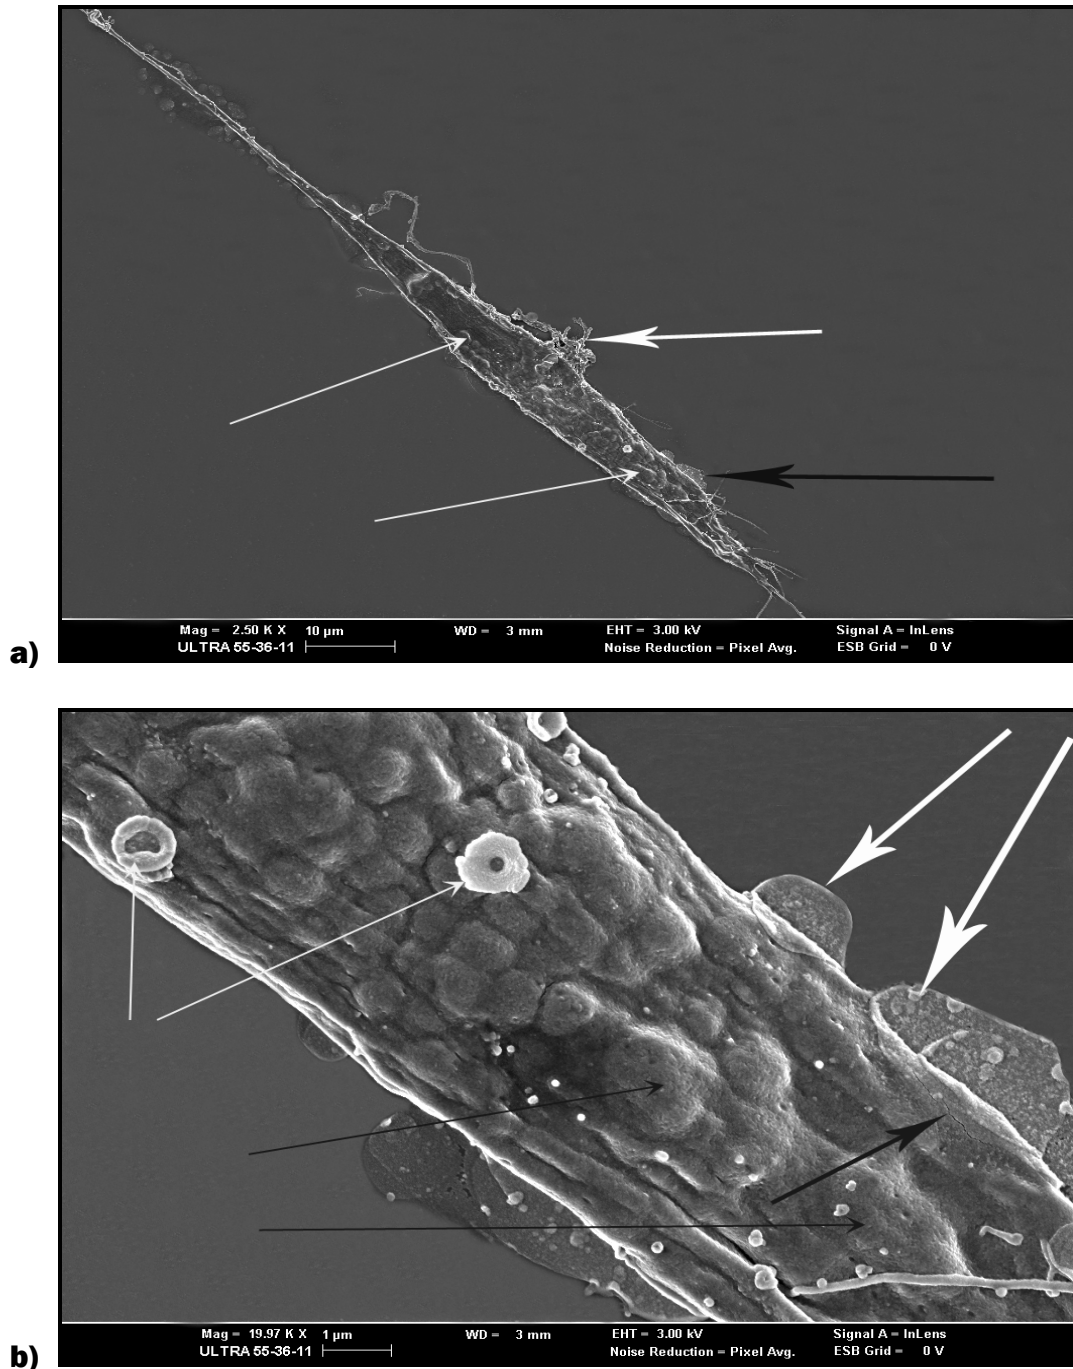 Mag = 2.50 K X 10 µm WD = 3 mm EHT = 3.00 kV Signal A = InLens
ULTRA 55-36-11 Noise Reduction = Pixel Avg. ESB Grid = 0 V
a)
Mag = 19.97 K X 1 µm WD = 3 mm EHT = 3.00 kV Signal A = InLens
ULTRA 55-36-11 Noise Reduction = Pixel Avg. ESB Grid = 0 V
b)